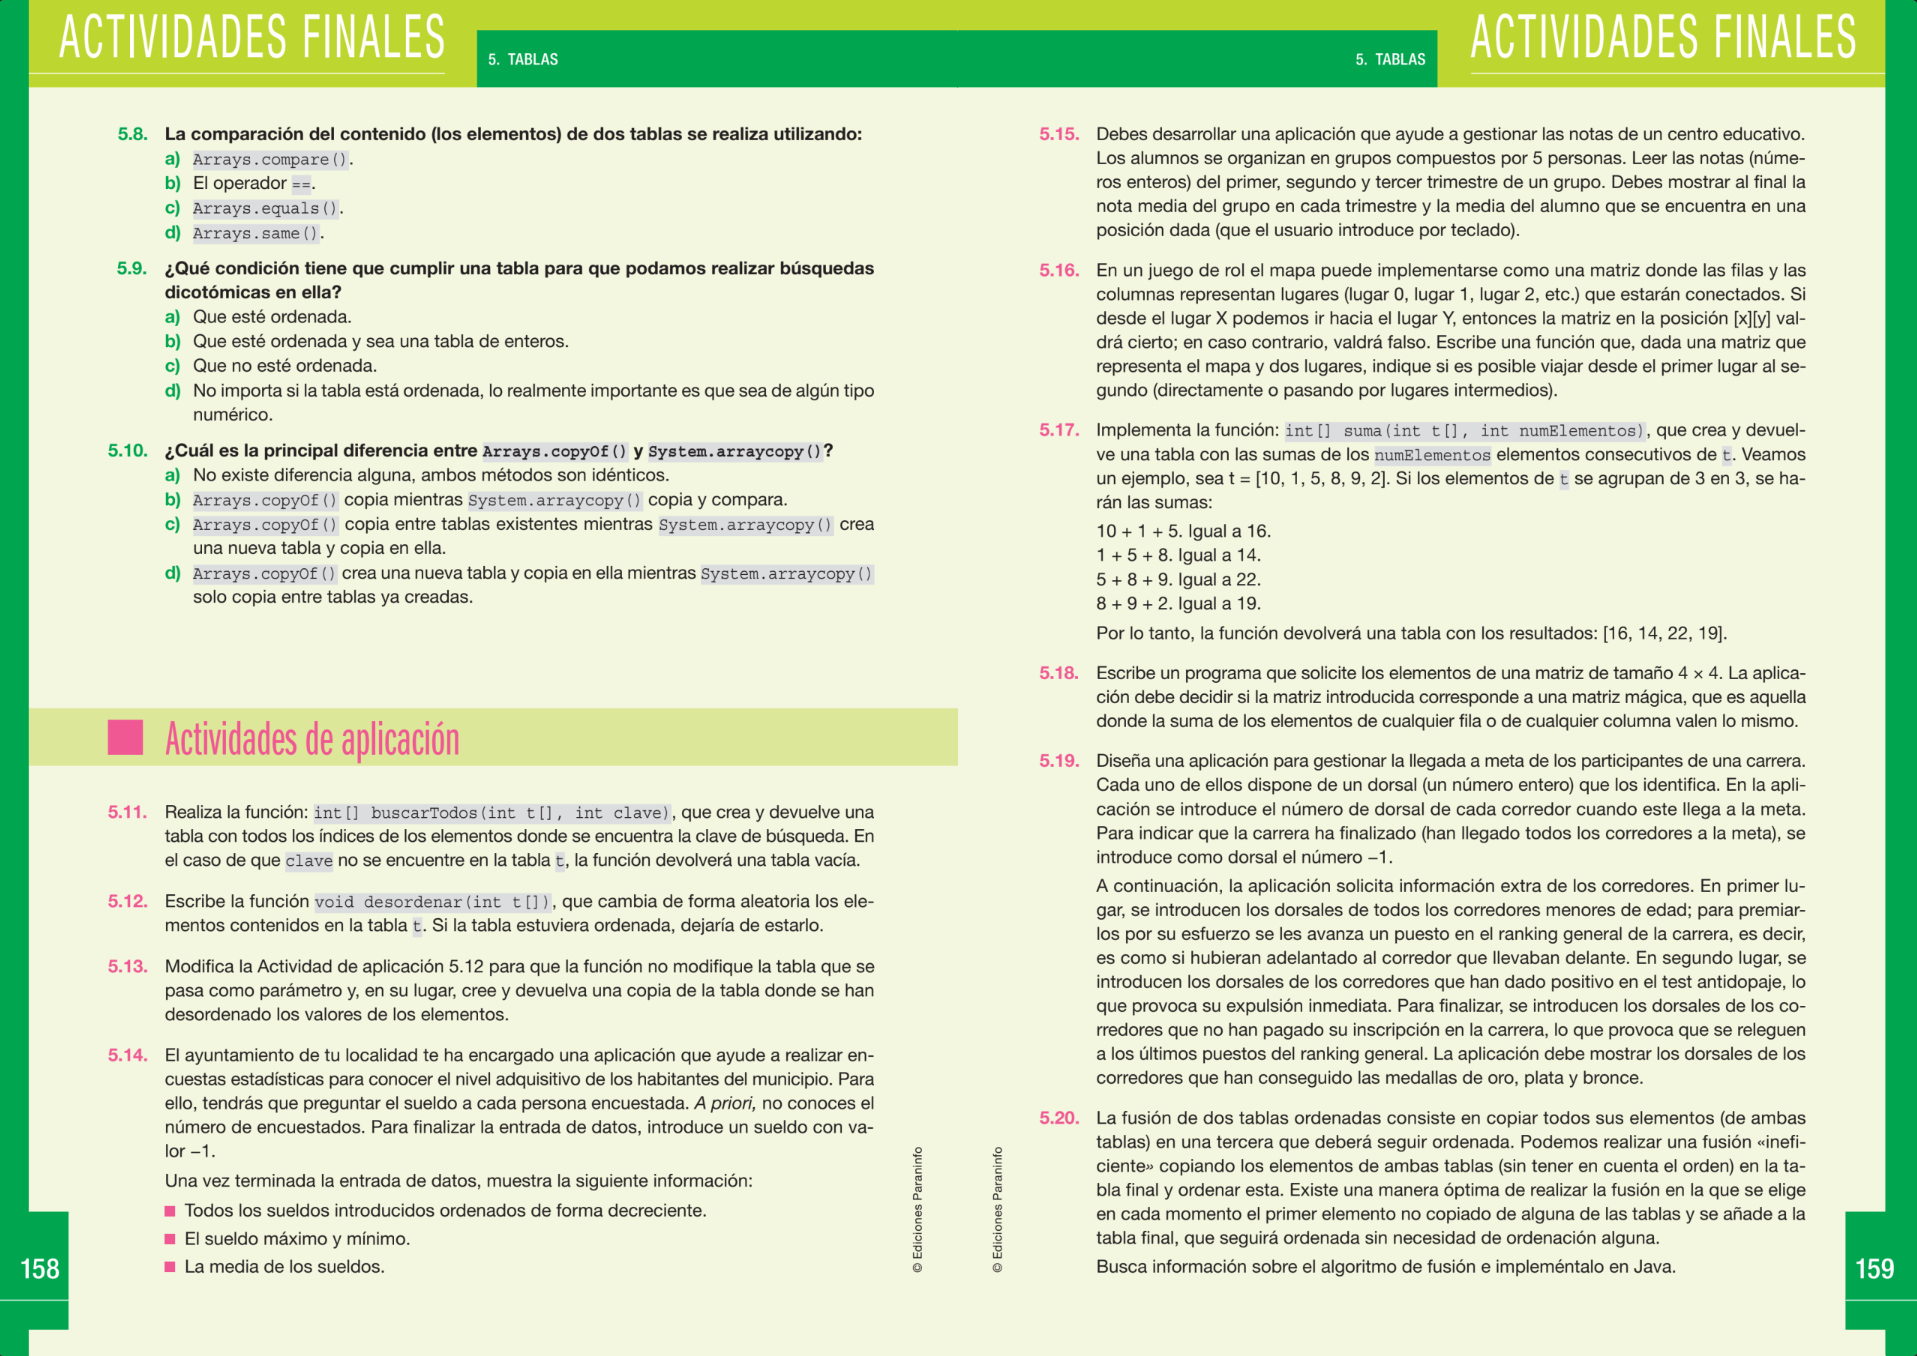 ACTIVIDADES FINALES
5. TABLAS
5.8. La comparación del contenido (los elementos) de dos tablas se realiza utilizando:
a) Arrays.compare().
b) El operador ==.
c) Arrays.equals().
d) Arrays.same().
5.9. ¿Qué condición tiene que cumplir una tabla para que podamos realizar búsquedas
dicotómicas en ella?
a) Que esté ordenada.
b) Que esté ordenada y sea una tabla de enteros.
c) Que no esté ordenada.
d) No importa si la tabla está ordenada, lo realmente importante es que sea de algún tipo
numérico.
5.10. ¿Cuál es la principal diferencia entre Arrays.copyOf() y System.arraycopy()?
a) No existe diferencia alguna, ambos métodos son idénticos.
b) Arrays.copyOf() copia mientras System.arraycopy() copia y compara.
c) Arrays.copyOf() copia entre tablas existentes mientras System.arraycopy() crea
una nueva tabla y copia en ella.
d) Arrays.copyOf() crea una nueva tabla y copia en ella mientras System.arraycopy()
solo copia entre tablas ya creadas.
Actividades de aplicación
5.11. Realiza la función: int[] buscarTodos(int t[], int clave), que crea y devuelve una
tabla con todos los índices de los elementos donde se encuentra la clave de búsqueda. En
el caso de que clave no se encuentre en la tabla t, la función devolverá una tabla vacía.
5.12. Escribe la función void desordenar(int t[]), que cambia de forma aleatoria los ele-
mentos contenidos en la tabla t. Si la tabla estuviera ordenada, dejaría de estarlo.
5.13. Modifica la Actividad de aplicación 5.12 para que la función no modifique la tabla que se
pasa como parámetro y, en su lugar, cree y devuelva una copia de la tabla donde se han
desordenado los valores de los elementos.
5.14. El ayuntamiento de tu localidad te ha encargado una aplicación que ayude a realizar en-
cuestas estadísticas para conocer el nivel adquisitivo de los habitantes del municipio. Para
ello, tendrás que preguntar el sueldo a cada persona encuestada. A priori, no conoces el
número de encuestados. Para finalizar la entrada de datos, introduce un sueldo con va-
lor −1.
Una vez terminada la entrada de datos, muestra la siguiente información:
Todos los sueldos introducidos ordenados de forma decreciente.
El sueldo máximo y mínimo.
La media de los sueldos.
© Ediciones Paraninfo
158
5. TABLAS
ACTIVIDADES FINALES
5.15. Debes desarrollar una aplicación que ayude a gestionar las notas de un centro educativo.
Los alumnos se organizan en grupos compuestos por 5 personas. Leer las notas (núme-
ros enteros) del primer, segundo y tercer trimestre de un grupo. Debes mostrar al final la
nota media del grupo en cada trimestre y la media del alumno que se encuentra en una
posición dada (que el usuario introduce por teclado).
5.16. En un juego de rol el mapa puede implementarse como una matriz donde las filas y las
columnas representan lugares (lugar 0, lugar 1, lugar 2, etc.) que estarán conectados. Si
desde el lugar X podemos ir hacia el lugar Y, entonces la matriz en la posición [x][y] val-
drá cierto; en caso contrario, valdrá falso. Escribe una función que, dada una matriz que
representa el mapa y dos lugares, indique si es posible viajar desde el primer lugar al se-
gundo (directamente o pasando por lugares intermedios).
5.17. Implementa la función: int[] suma(int t[], int numElementos), que crea y devuel-
ve una tabla con las sumas de los numElementos elementos consecutivos de t. Veamos
un ejemplo, sea t = [10, 1, 5, 8, 9, 2]. Si los elementos de t se agrupan de 3 en 3, se ha-
rán las sumas:
10 + 1 + 5. Igual a 16.
1 + 5 + 8. Igual a 14.
5 + 8 + 9. Igual a 22.
8 + 9 + 2. Igual a 19.
Por lo tanto, la función devolverá una tabla con los resultados: [16, 14, 22, 19].
5.18. Escribe un programa que solicite los elementos de una matriz de tamaño 4 × 4. La aplica-
ción debe decidir si la matriz introducida corresponde a una matriz mágica, que es aquella
donde la suma de los elementos de cualquier fila o de cualquier columna valen lo mismo.
5.19. Diseña una aplicación para gestionar la llegada a meta de los participantes de una carrera.
Cada uno de ellos dispone de un dorsal (un número entero) que los identifica. En la apli-
cación se introduce el número de dorsal de cada corredor cuando este llega a la meta.
Para indicar que la carrera ha finalizado (han llegado todos los corredores a la meta), se
introduce como dorsal el número −1.
A continuación, la aplicación solicita información extra de los corredores. En primer lu-
gar, se introducen los dorsales de todos los corredores menores de edad; para premiar-
los por su esfuerzo se les avanza un puesto en el ranking general de la carrera, es decir,
es como si hubieran adelantado al corredor que llevaban delante. En segundo lugar, se
introducen los dorsales de los corredores que han dado positivo en el test antidopaje, lo
que provoca su expulsión inmediata. Para finalizar, se introducen los dorsales de los co-
rredores que no han pagado su inscripción en la carrera, lo que provoca que se releguen
a los últimos puestos del ranking general. La aplicación debe mostrar los dorsales de los
corredores que han conseguido las medallas de oro, plata y bronce.
5.20. La fusión de dos tablas ordenadas consiste en copiar todos sus elementos (de ambas
tablas) en una tercera que deberá seguir ordenada. Podemos realizar una fusión «inefi-
ciente» copiando los elementos de ambas tablas (sin tener en cuenta el orden) en la ta-
bla final y ordenar esta. Existe una manera óptima de realizar la fusión en la que se elige
en cada momento el primer elemento no copiado de alguna de las tablas y se añade a la
tabla final, que seguirá ordenada sin necesidad de ordenación alguna.
Busca información sobre el algoritmo de fusión e impleméntalo en Java.
© Ediciones Paraninfo
159